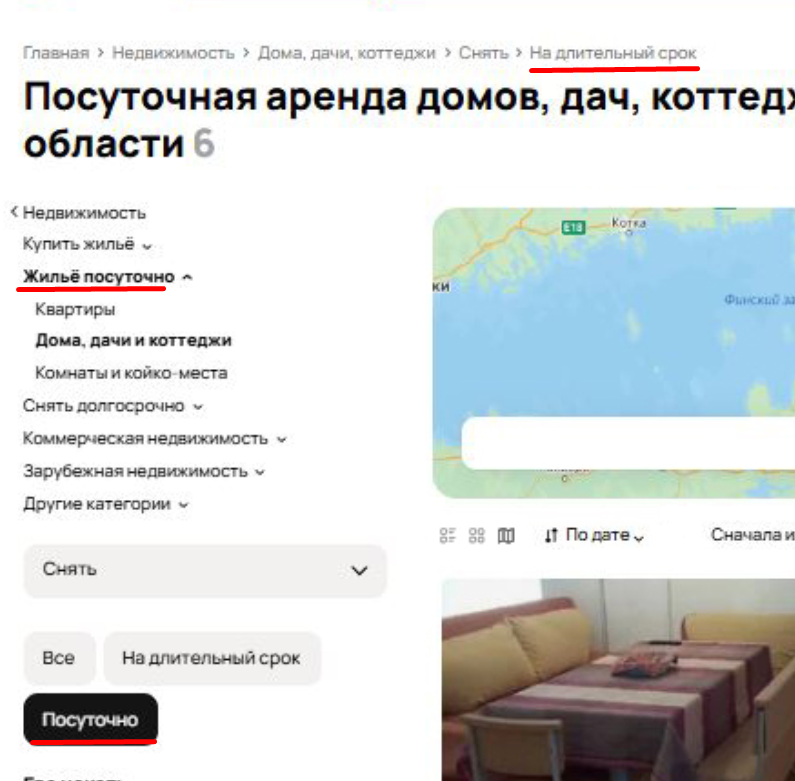 Главная > Недвижимость > Дома, дачи, коттеджи > Снять > На длительный срок
Посуточная аренда домов, дач, коттедж
области 6
Недвижимость
Купить жильё
Жильё посуточно
Квартиры
Дома, дачи и коттеджи
Комнаты и койко-места
Снять долгосрочно
Коммерческая недвижимость
Зарубежная недвижимость
Другие категории
Снять
Все
На длительный срок
Посуточно
E18
Котка
ки
Финский за
По дате
Сначала и